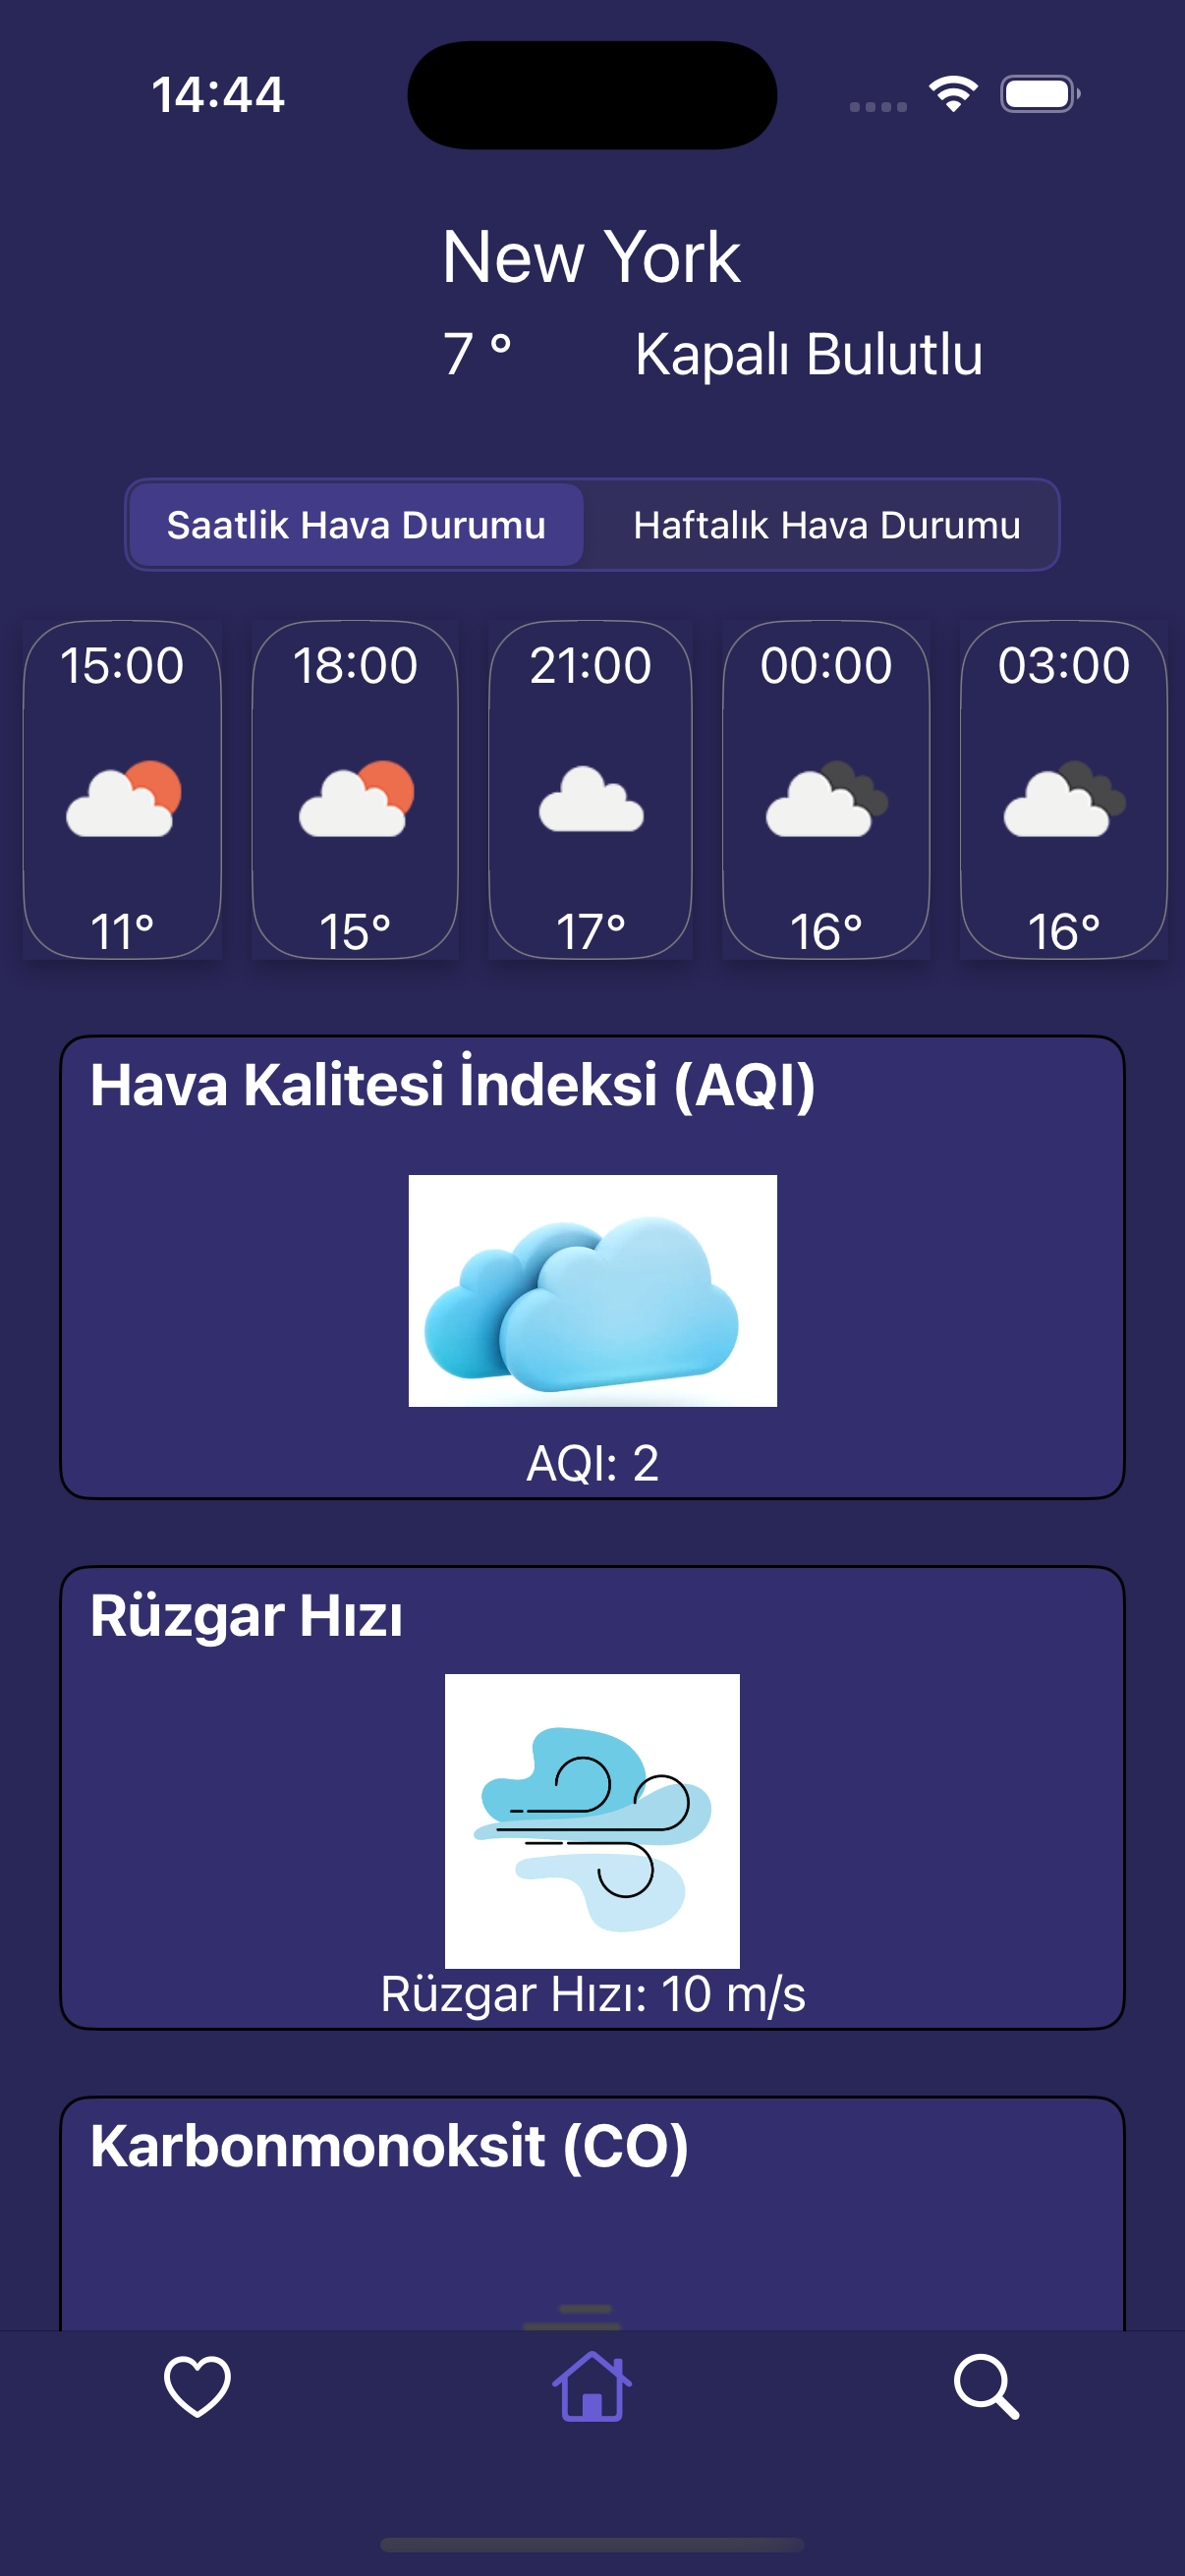 14:44
New York
7 ° Kapalı Bulutlu
Saatlik Hava Durumu Haftalık Hava Durumu
15:00 18:00 21:00 00:00 03:00
11° 15° 17° 16° 16°
Hava Kalitesi İndeksi (AQI)
AQI: 2
Rüzgar Hızı
Rüzgar Hızı: 10 m/s
Karbonmonoksit (CO)